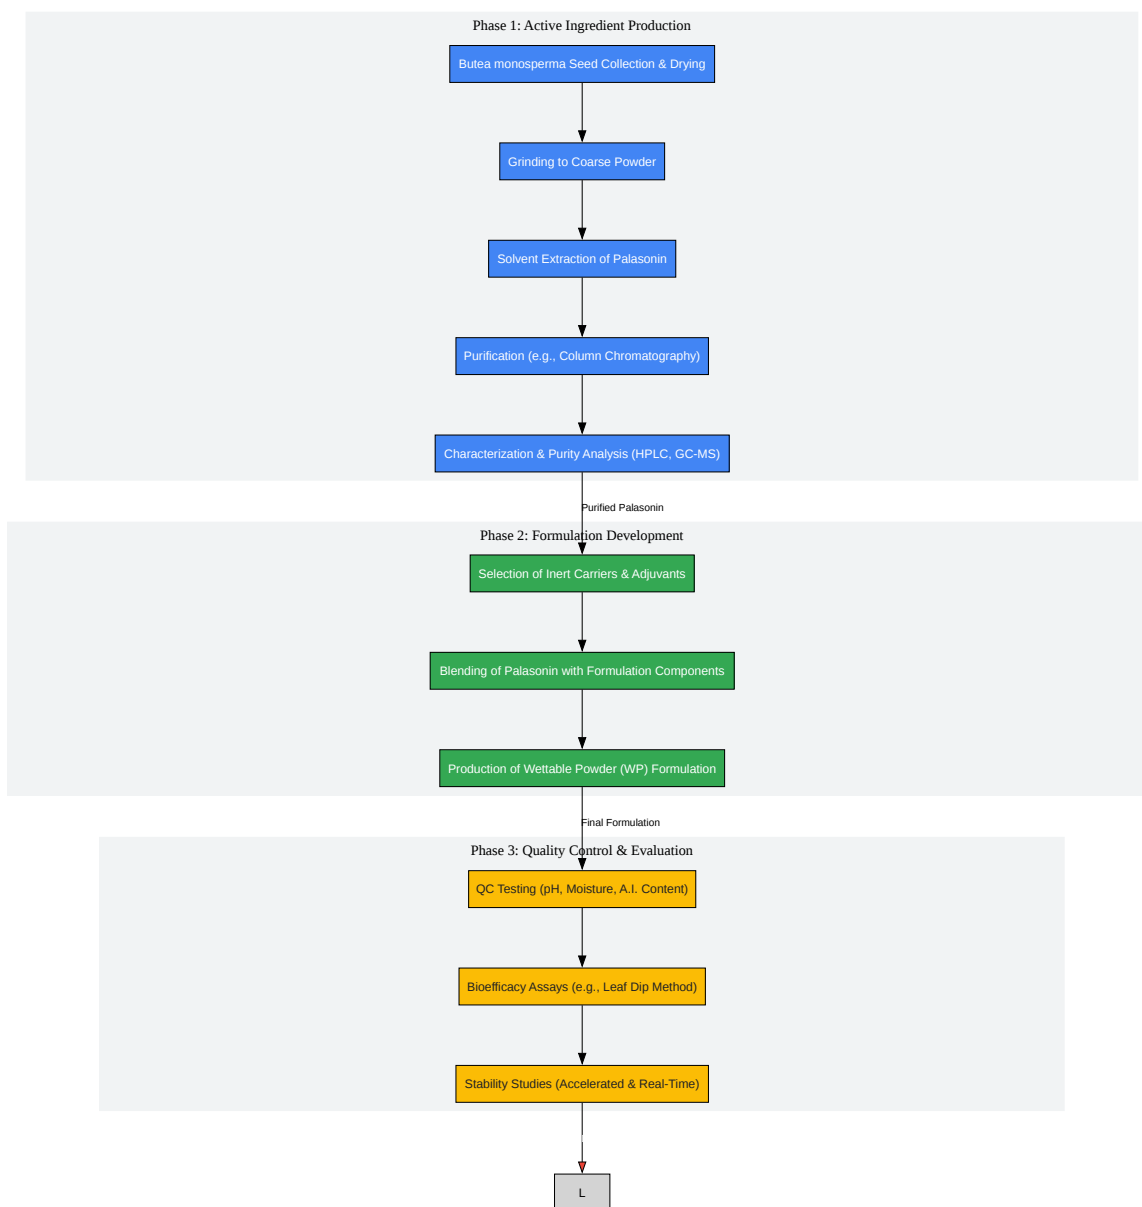 Phase 1: Active Ingredient Production
Butea monosperma Seed Collection & Drying
Grinding to Coarse Powder
Solvent Extraction of Palasonin
Purification (e.g., Column Chromatography)
Characterization & Purity Analysis (HPLC, GC-MS)
Purified Palasonin
Phase 2: Formulation Development
Selection of Inert Carriers & Adjuvants
Blending of Palasonin with Formulation Components
Production of Wettable Powder (WP) Formulation
Final Formulation
Phase 3: Quality Control & Evaluation
QC Testing (pH, Moisture, A.I. Content)
Bioefficacy Assays (e.g., Leaf Dip Method)
Stability Studies (Accelerated & Real-Time)
L